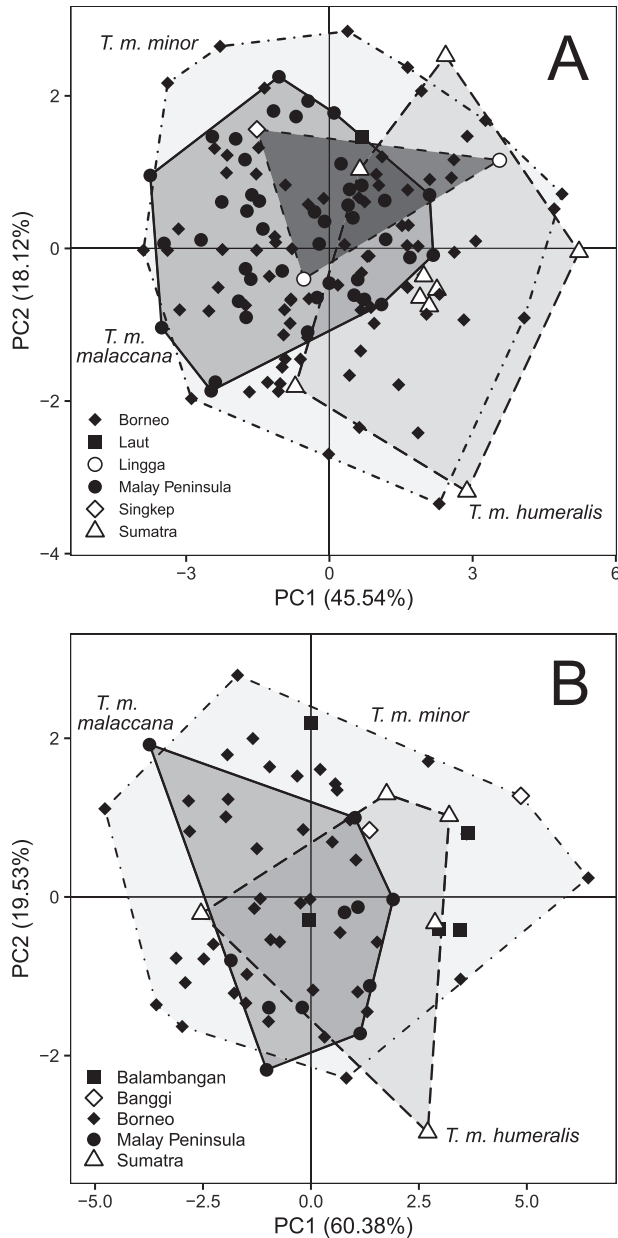 A
T. m. minor
2
0
−2
−4
PC2 (18.12%)
T. m.
malaccana
Borneo
Laut
Lingga
Malay Peninsula
Singkep
Sumatra
T. m. humeralis
−3
0
3
6
PC1 (45.54%)
B
T. m.
malaccana
T. m. minor
2
0
−2
PC2 (19.53%)
Balambangan
Banggi
Borneo
Malay Peninsula
Sumatra
T. m. humeralis
−5.0
−2.5
0.0
2.5
5.0
PC1 (60.38%)